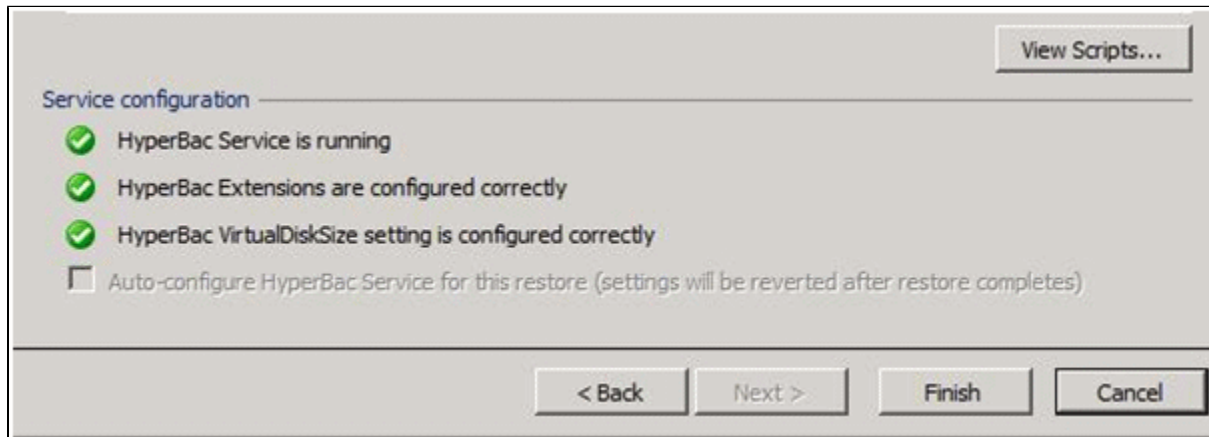 View Scripts...
Service configuration
HyperBac Service is running
HyperBac Extensions are configured correctly
HyperBac VirtualDiskSize setting is configured correctly
Auto-configure HyperBac Service for this restore (settings will be reverted after restore completes)
< Back Next > Finish Cancel